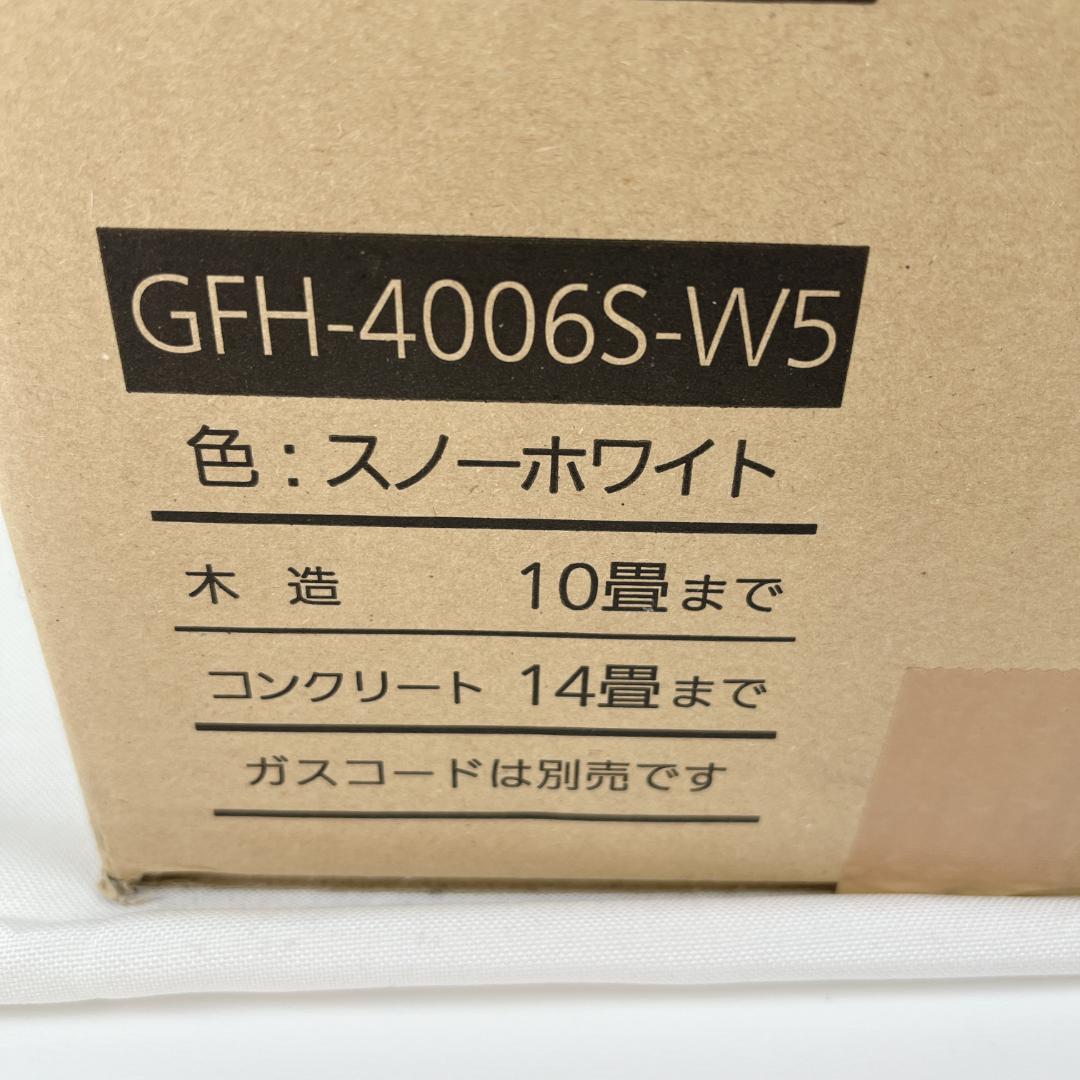 GFH-4006S-W5
色：スノーホワイト
木 造 10畳まで
コンクリート 14畳まで
ガスコードは別売です